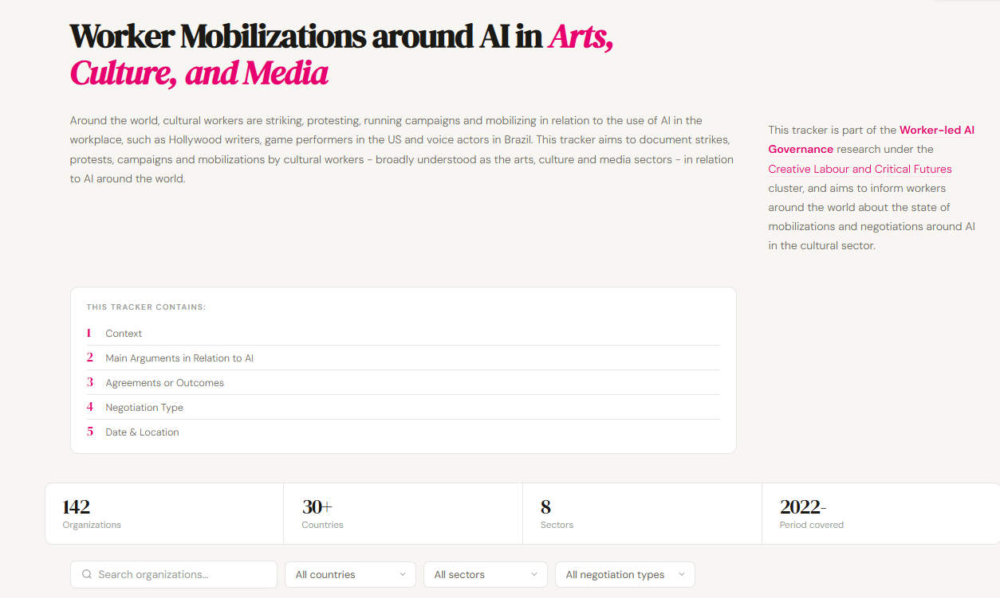 Worker Mobilizations around AI in Arts,
Culture, and Media
Around the world, cultural workers are striking, protesting, running campaigns and mobilizing in relation to the use of AI in the
workplace, such as Hollywood writers, game performers in the US and voice actors in Brazil. This tracker aims to document strikes,
protests, campaigns and mobilizations by cultural workers - broadly understood as the arts, culture and media sectors - in relation
to AI around the world.
This tracker is part of the Worker-led AI
Governance research under the
Creative Labour and Critical Futures
cluster, and aims to inform workers
around the world about the state of
mobilizations and negotiations around AI
in the cultural sector.
THIS TRACKER CONTAINS:
1 Context
2 Main Arguments in Relation to AI
3 Agreements or Outcomes
4 Negotiation Type
5 Date & Location
142
Organizations
30+
Countries
8
Sectors
2022-
Period covered
Search organizations...
All countries
All sectors
All negotiation types